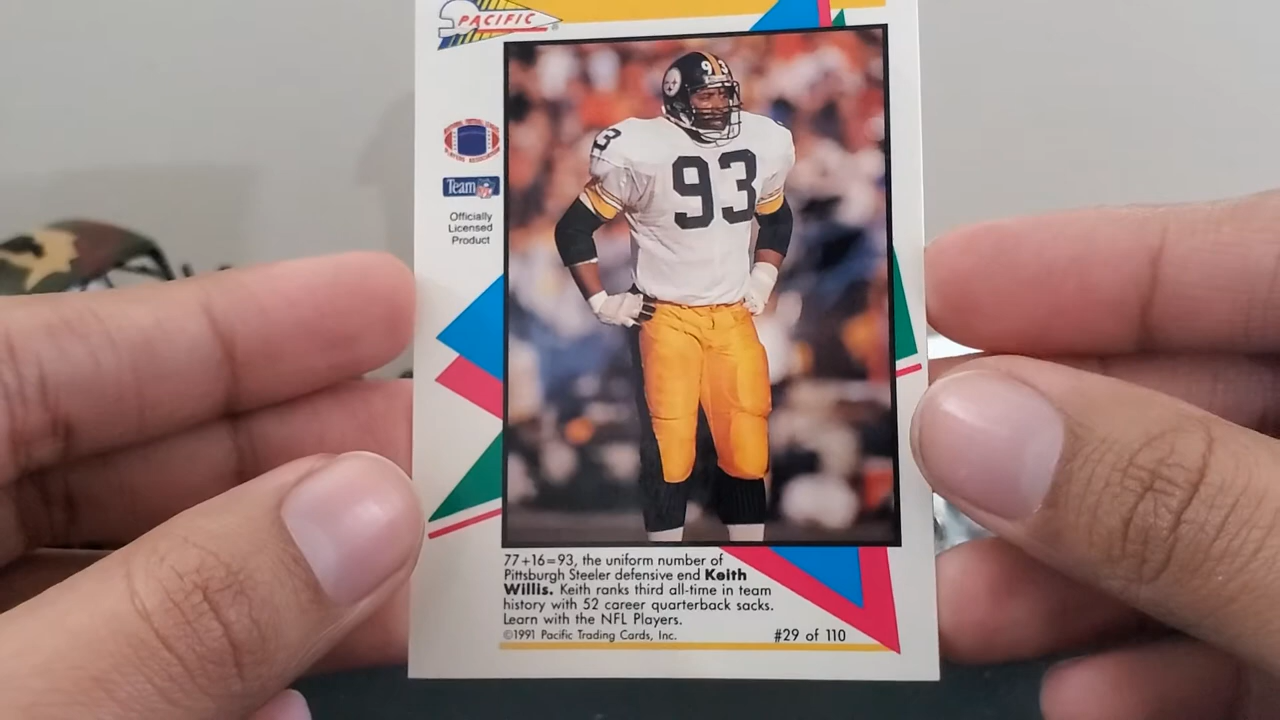 PACIFIC
Team NFL
Officially
Licensed
Product
93
3
93
77+16=93, the uniform number of
Pittsburgh Steeler defensive end Keith
Willis. Keith ranks third all-time in team
history with 52 career quarterback sacks.
Learn with the NFL Players.
©1991 Pacific Trading Cards, Inc.
#29 of 110